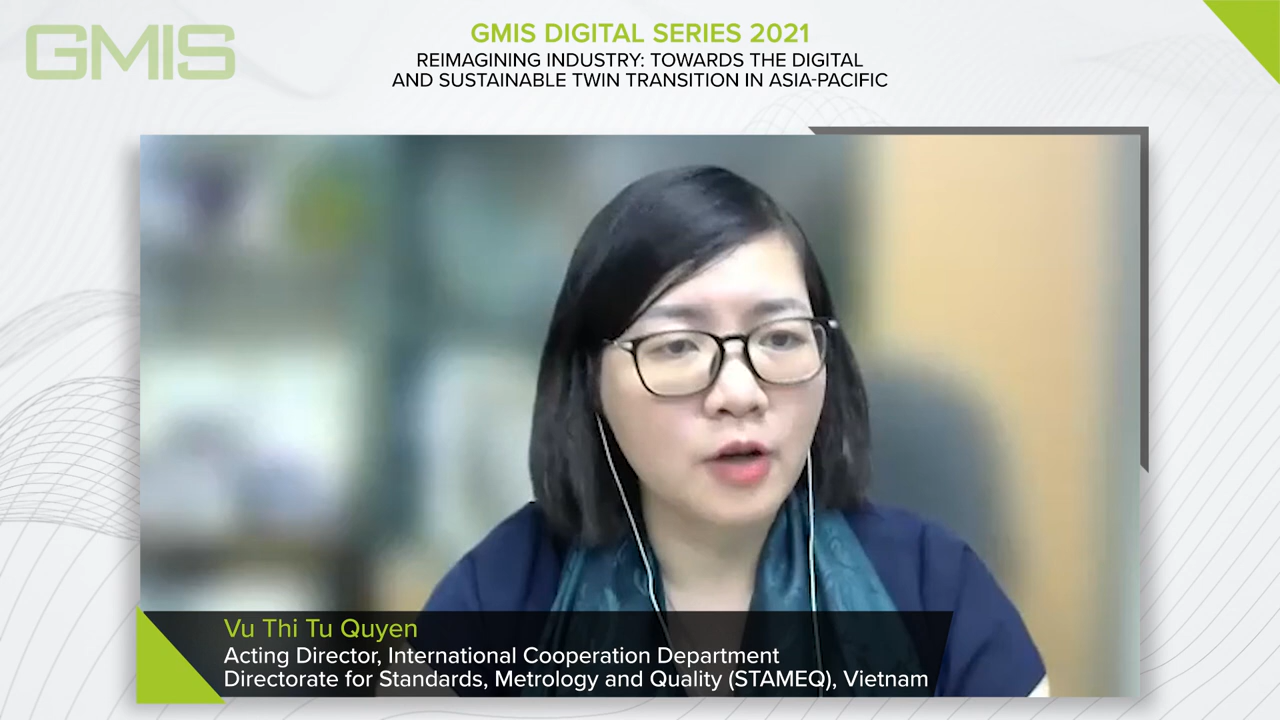 GMIS
GMIS DIGITAL SERIES 2021
REIMAGINING INDUSTRY: TOWARDS THE DIGITAL
AND SUSTAINABLE TWIN TRANSITION IN ASIA-PACIFIC
Vu Thi Tu Quyen
Acting Director, International Cooperation Department
Directorate for Standards, Metrology and Quality (STAMEQ), Vietnam